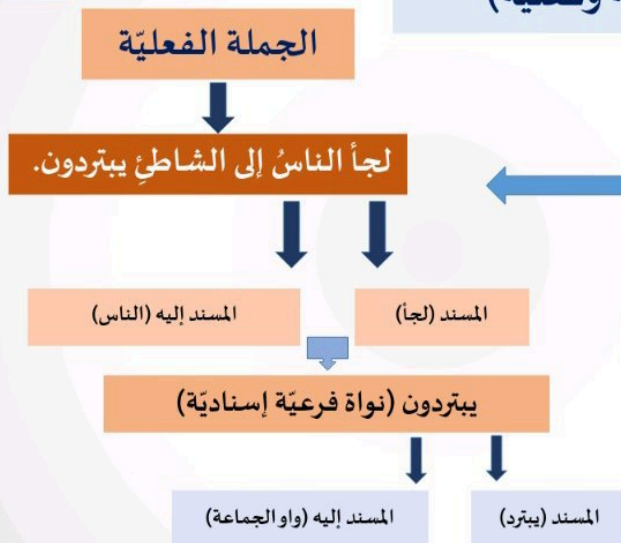 الجملة الفعليّة
لجأ الناسُ إلى الشاطئِ يبتردون.
المسند (لجأ)
المسند إليه (الناس)
يبتردون (نواة فرعيّة إسناديّة)
المسند (يبترد)
المسند إليه (واو الجماعة)